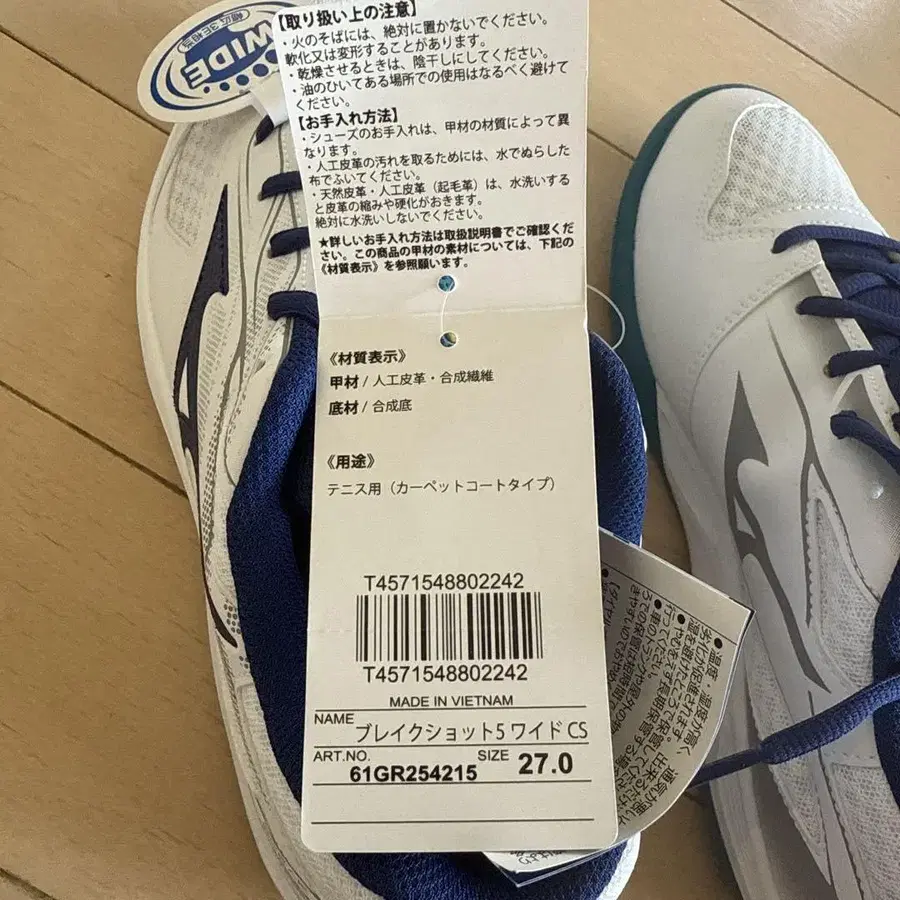 WIDE
幅広 3E相当
【取り扱い上の注意】
・火のそばには、絶対に置かないでください。
軟化又は変形することがあります。
・乾燥させるときは、陰干しにしてください。
・油のひいてある場所での使用はなるべく避けて
ください。
【お手入れ方法】
・シューズのお手入れは、甲材の材質によって異
なります。
・人工皮革の汚れを取るためには、水でぬらした
布でふいてください。
・天然皮革・人工皮革（起毛革）は、水洗いする
と皮革の縮みや硬化がおきます。
絶対に水洗いしないでください。
★詳しいお手入れ方法は取扱説明書でご確認くだ
さい。この商品の甲材の素材については、下記の
《材質表示》を参照願います。
《材質表示》
甲材 / 人工皮革・合成繊維
底材 / 合成底
《用途》
テニス用（カーペットコートタイプ）
T4571548802242
T4571548802242
MADE IN VIETNAM
NAME ブレイクショット5 ワイド CS
ART.NO. 61GR254215 SIZE 27.0